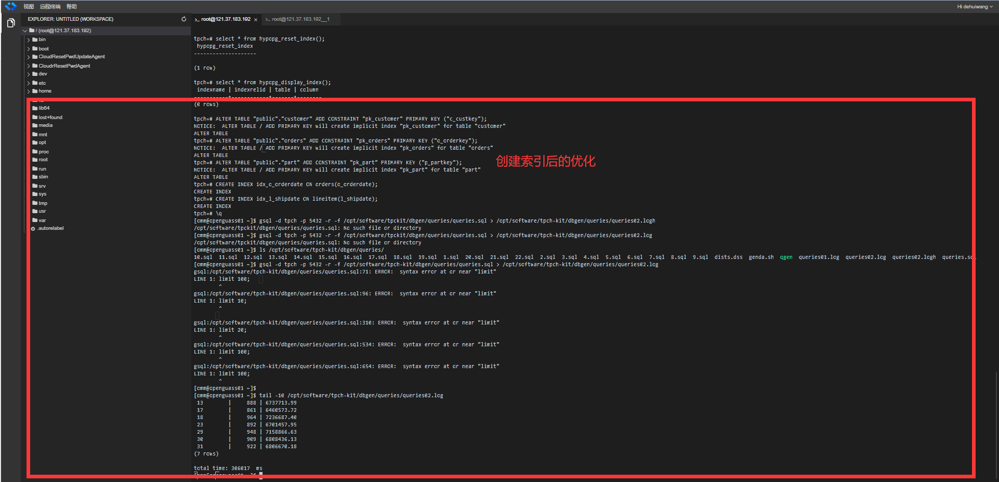 视图 远程终端 帮助
Hi dehuiwang
EXPLORER: UNTITLED (WORKSPACE)
/ (root@121.37.183.192)
bin
boot
CloudResetPwdUpdateAgent
CloudrResetPwdAgent
dev
etc
home
lib64
lost+found
media
mnt
opt
proc
root
run
sbin
srv
sys
tmp
usr
var
.autorelabel
>_ root@121.37.183.192 × >_ root@121.37.183.192__1
tpch=# select * from hypopg_reset_index();
hypopg_reset_index
--------------------
(1 row)
tpch=# select * from hypopg_display_index();
indexname | indexrelid | table | column
(0 rows)
tpch=# ALTER TABLE "public"."customer" ADD CONSTRAINT "pk_customer" PRIMARY KEY ("c_custkey");
NOTICE:  ALTER TABLE / ADD PRIMARY KEY will create implicit index "pk_customer" for table "customer"
ALTER TABLE
tpch=# ALTER TABLE "public"."orders" ADD CONSTRAINT "pk_orders" PRIMARY KEY ("o_orderkey");
NOTICE:  ALTER TABLE / ADD PRIMARY KEY will create implicit index "pk_orders" for table "orders"
ALTER TABLE
创建索引后的优化
tpch=# ALTER TABLE "public"."part" ADD CONSTRAINT "pk_part" PRIMARY KEY ("p_partkey");
NOTICE:  ALTER TABLE / ADD PRIMARY KEY will create implicit index "pk_part" for table "part"
ALTER TABLE
tpch=# CREATE INDEX idx_o_orderdate ON orders(o_orderdate);
CREATE INDEX
tpch=# CREATE INDEX idx_l_shipdate ON lineitem(l_shipdate);
CREATE INDEX
tpch=# \q
[omm@openguass01 ~]$ gsql -d tpch -p 5432 -r -f /opt/software/tpckit/dbgen/queries/queries.sql > /opt/software/tpch-kit/dbgen/queries/queries02.logh
/opt/software/tpckit/dbgen/queries/queries.sql: No such file or directory
[omm@openguass01 ~]$ gsql -d tpch -p 5432 -r -f /opt/software/tpckit/dbgen/queries/queries.sql > /opt/software/tpch-kit/dbgen/queries/queries02.log
/opt/software/tpckit/dbgen/queries/queries.sql: No such file or directory
[omm@openguass01 ~]$ ls /opt/software/tpch-kit/dbgen/queries/
10.sql  11.sql  12.sql  13.sql  14.sql  15.sql  16.sql  17.sql  18.sql  19.sql  1.sql  20.sql  21.sql  22.sql  2.sql  3.sql  4.sql  5.sql  6.sql  7.sql  8.sql  9.sql  dists.dss  genda.sh  qgen  queries01.log  queries02.log  queries02.logh  queries.sql
[omm@openguass01 ~]$ gsql -d tpch -p 5432 -r -f /opt/software/tpch-kit/dbgen/queries/queries.sql > /opt/software/tpch-kit/dbgen/queries/queries02.log
gsql:/opt/software/tpch-kit/dbgen/queries/queries.sql:71: ERROR:  syntax error at or near "limit"
LINE 1: limit 100;
^
gsql:/opt/software/tpch-kit/dbgen/queries/queries.sql:96: ERROR:  syntax error at or near "limit"
LINE 1: limit 10;
^
gsql:/opt/software/tpch-kit/dbgen/queries/queries.sql:310: ERROR:  syntax error at or near "limit"
LINE 1: limit 20;
^
gsql:/opt/software/tpch-kit/dbgen/queries/queries.sql:534: ERROR:  syntax error at or near "limit"
LINE 1: limit 100;
^
gsql:/opt/software/tpch-kit/dbgen/queries/queries.sql:654: ERROR:  syntax error at or near "limit"
LINE 1: limit 100;
^
[omm@openguass01 ~]$
[omm@openguass01 ~]$ tail -10 /opt/software/tpch-kit/dbgen/queries/queries02.log
13 | 888 | 6737713.99
17 | 861 | 6460573.72
18 | 964 | 7236687.40
23 | 892 | 6701457.95
29 | 948 | 7158866.63
30 | 909 | 6808436.13
31 | 922 | 6806670.18
(7 rows)
total time: 306017  ms